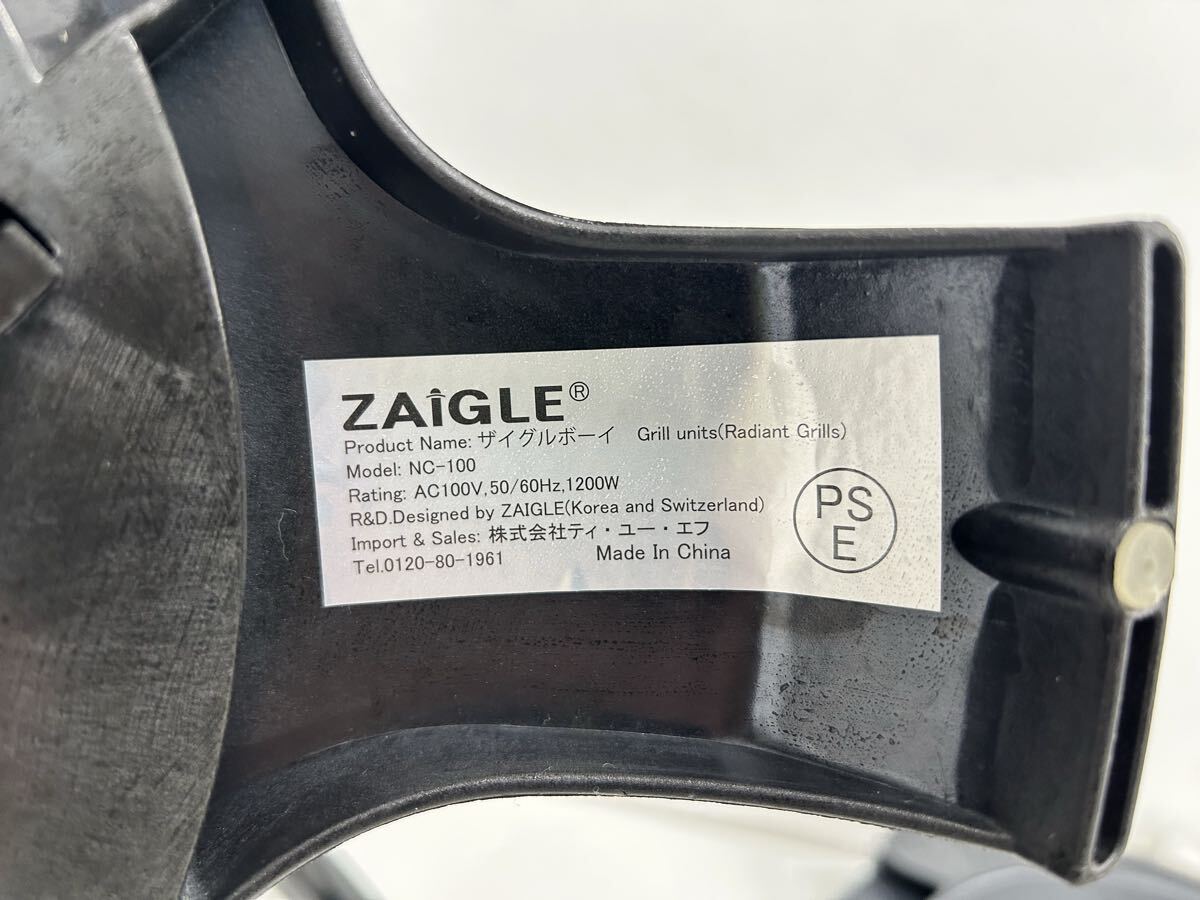 ZAiGLE®
Product Name: ザイグルボーイ Grill units(Radiant Grills)
Model: NC-100
Rating: AC100V,50/60Hz,1200W
R&D.Designed by ZAIGLE(Korea and Switzerland)
Import & Sales: 株式会社ティ・ユー・エフ
Tel.0120-80-1961 Made In China
PS
E